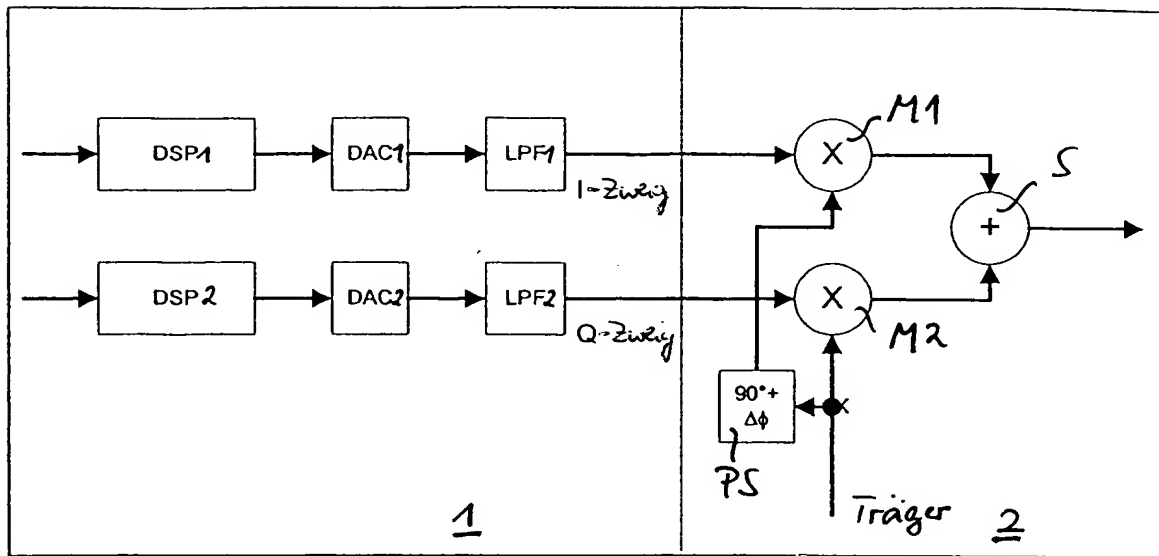 M1
DSP1
DAC1
LPF1
X
I-Zweig
S
+
DSP2
DAC2
LPF2
X
Q-Zweig
M2
90°+
Δϕ
x
PS
Träger
1
2